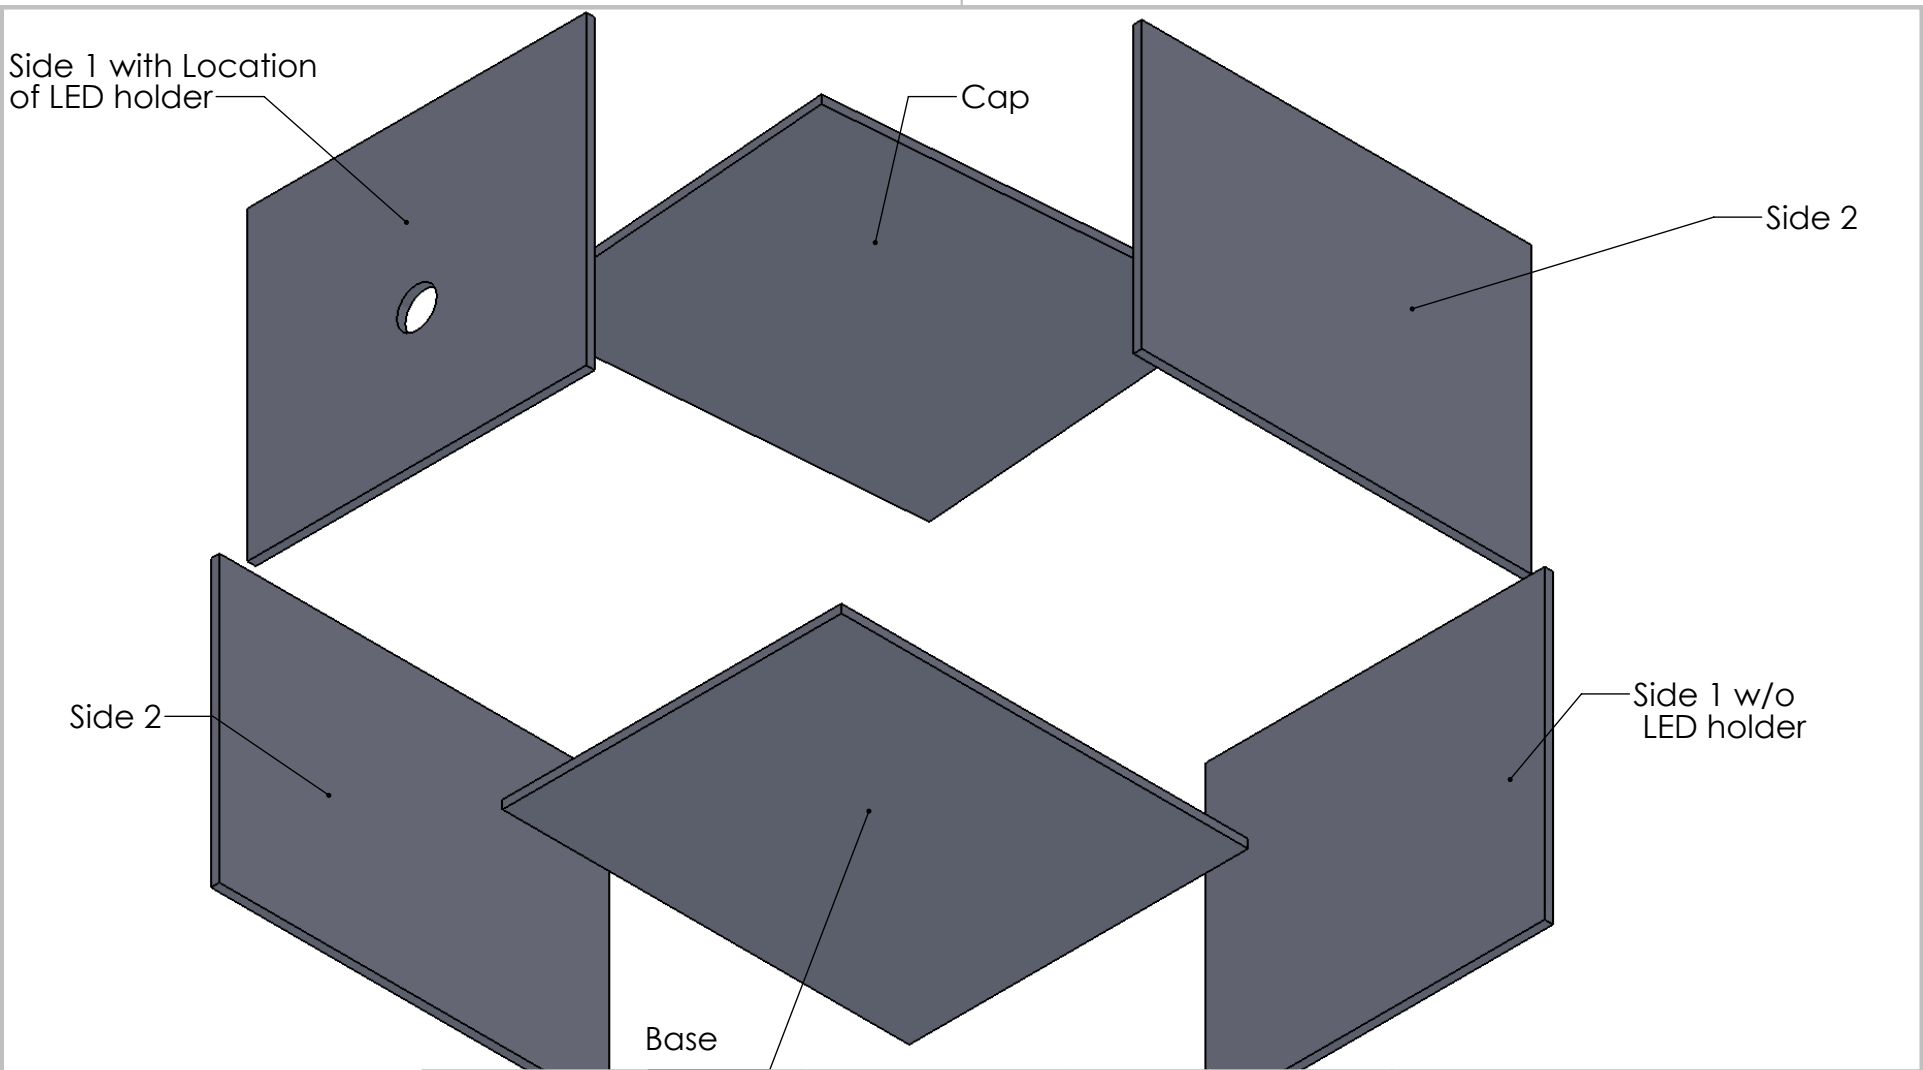 Side 1 with Location
of LED holder
Cap
Side 2
Side 2
Side 1 w/o
LED holder
Base